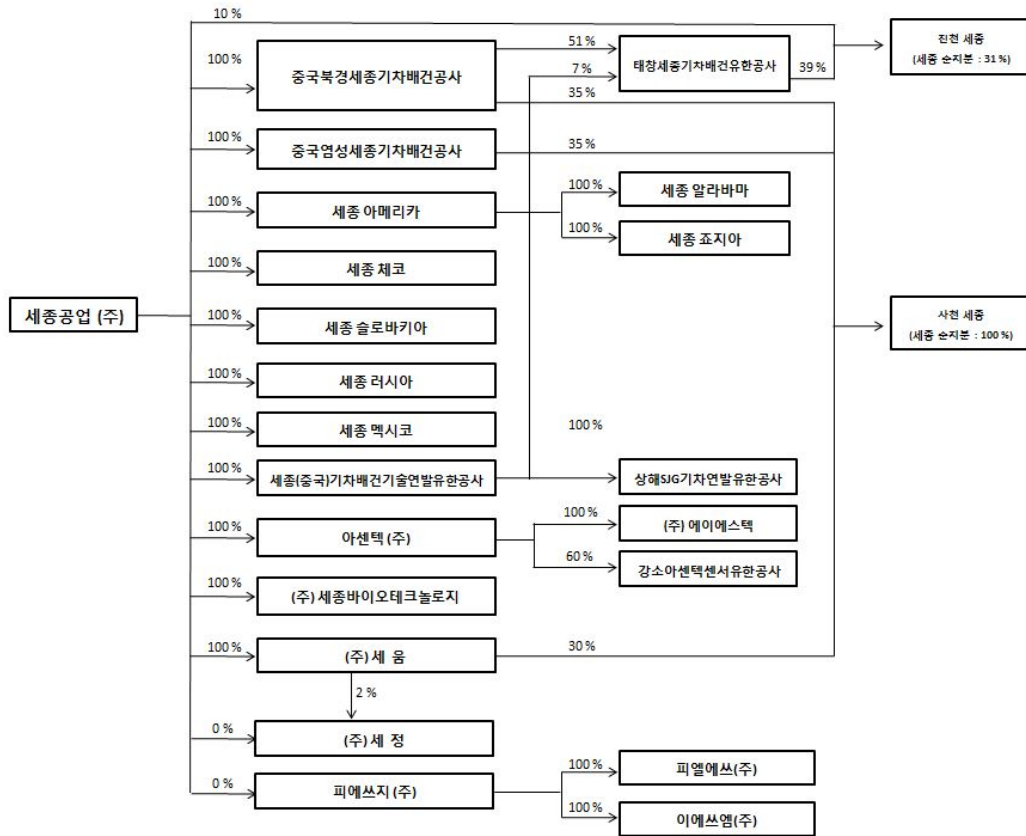 10 %
100 %
중국북경세종기차배건공사
51 %
7 %
35 %
태창세종기차배건유한공사
39 %
진천 세종
(세종 순지분 : 31 %)
100 %
중국염성세종기차배건공사
35 %
100 %
세종 아메리카
100 %
세종 알라바마
100 %
세종 죠지아
100 %
세종 체코
세종공업 (주)
100 %
세종 슬로바키아
사천 세종
(세종 순지분 : 100 %)
100 %
세종 러시아
100 %
세종 멕시코
100 %
100 %
세종(중국)기차배건기술연발유한공사
상해SJG기차연발유한공사
100 %
아센텍 (주)
100 %
(주) 에이에스텍
60 %
강소아센텍센서유한공사
100 %
(주) 세종바이오테크놀로지
100 %
(주) 세 움
30 %
2 %
0 %
(주) 세 정
0 %
피에쓰지 (주)
100 %
피엘에쓰(주)
100 %
이에쓰엠(주)